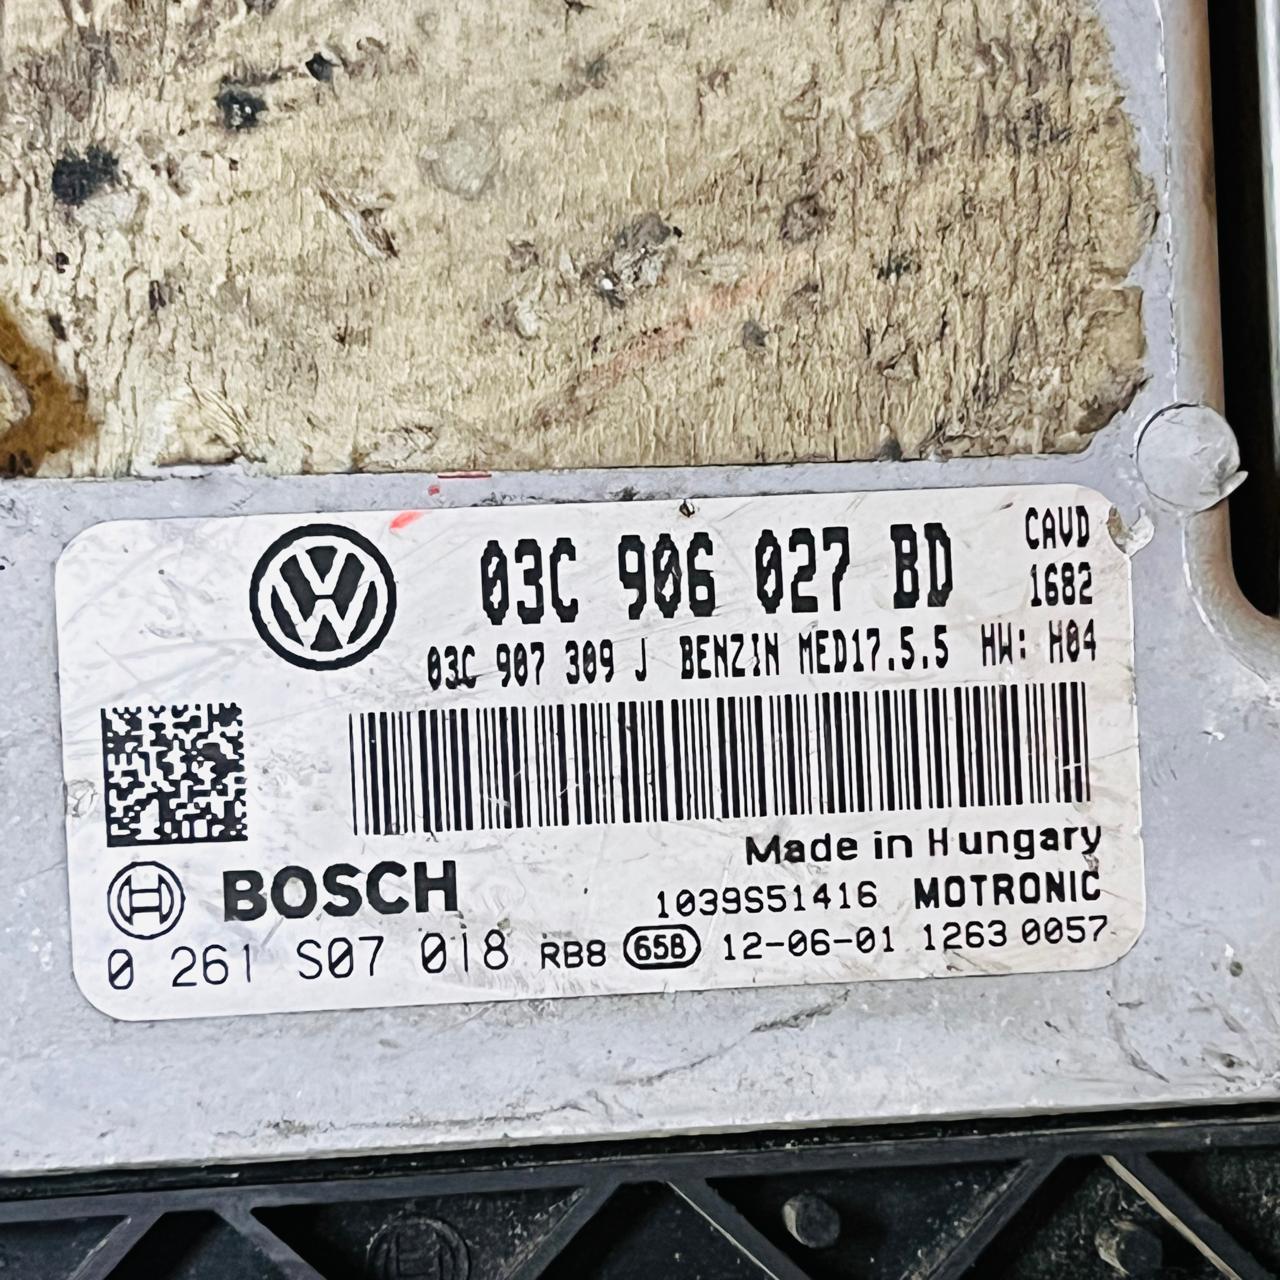 03C 906 027 BD CAVD
1682
03C 907 309 J BENZIN MED17.5.5 HW: H04
Made in Hungary
BOSCH 1039S51416 MOTRONIC
0 261 S07 018 RB8 65B 12-06-01 1263 0057